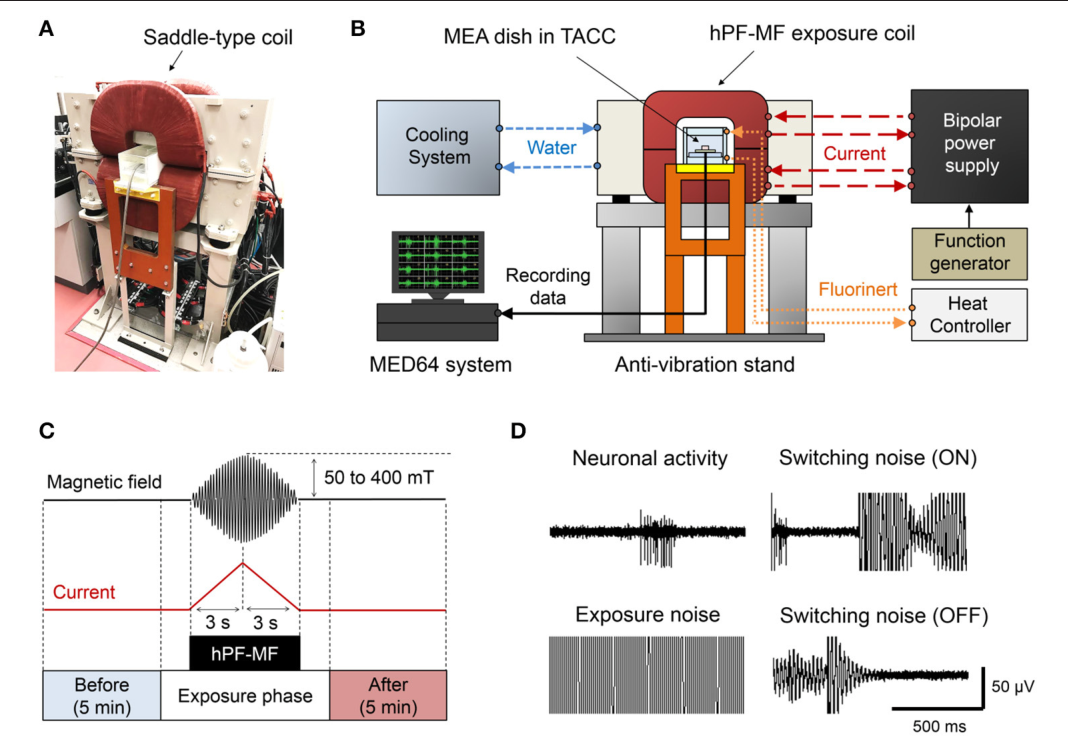 A
Saddle-type coil
B
MEA dish in TACC
hPF-MF exposure coil
Cooling
System
Water
Current
Bipolar
power
supply
Function
generator
Recording
data
Fluorinert
Heat
Controller
MED64 system
Anti-vibration stand
C
Magnetic field
50 to 400 mT
Current
3 s
3 s
hPF-MF
Before
(5 min)
Exposure phase
After
(5 min)
D
Neuronal activity
Switching noise (ON)
Exposure noise
Switching noise (OFF)
50 µV
500 ms